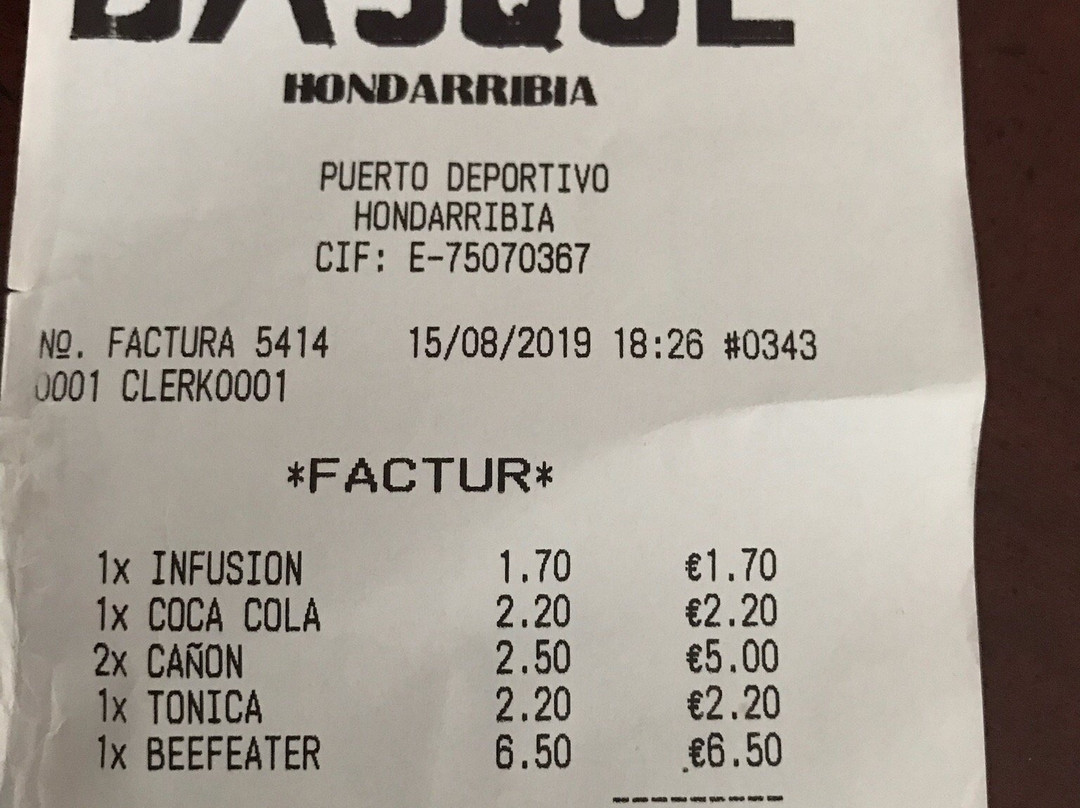 BASQUE
HONDARRIBIA
PUERTO DEPORTIVO
HONDARRIBIA
CIF: E-75070367
Nº. FACTURA 5414 15/08/2019 18:26 #0343
0001 CLERK0001
*FACTUR*
1x INFUSION 1.70 €1.70
1x COCA COLA 2.20 €2.20
2x CAÑON 2.50 €5.00
1x TONICA 2.20 €2.20
1x BEEFEATER 6.50 €6.50